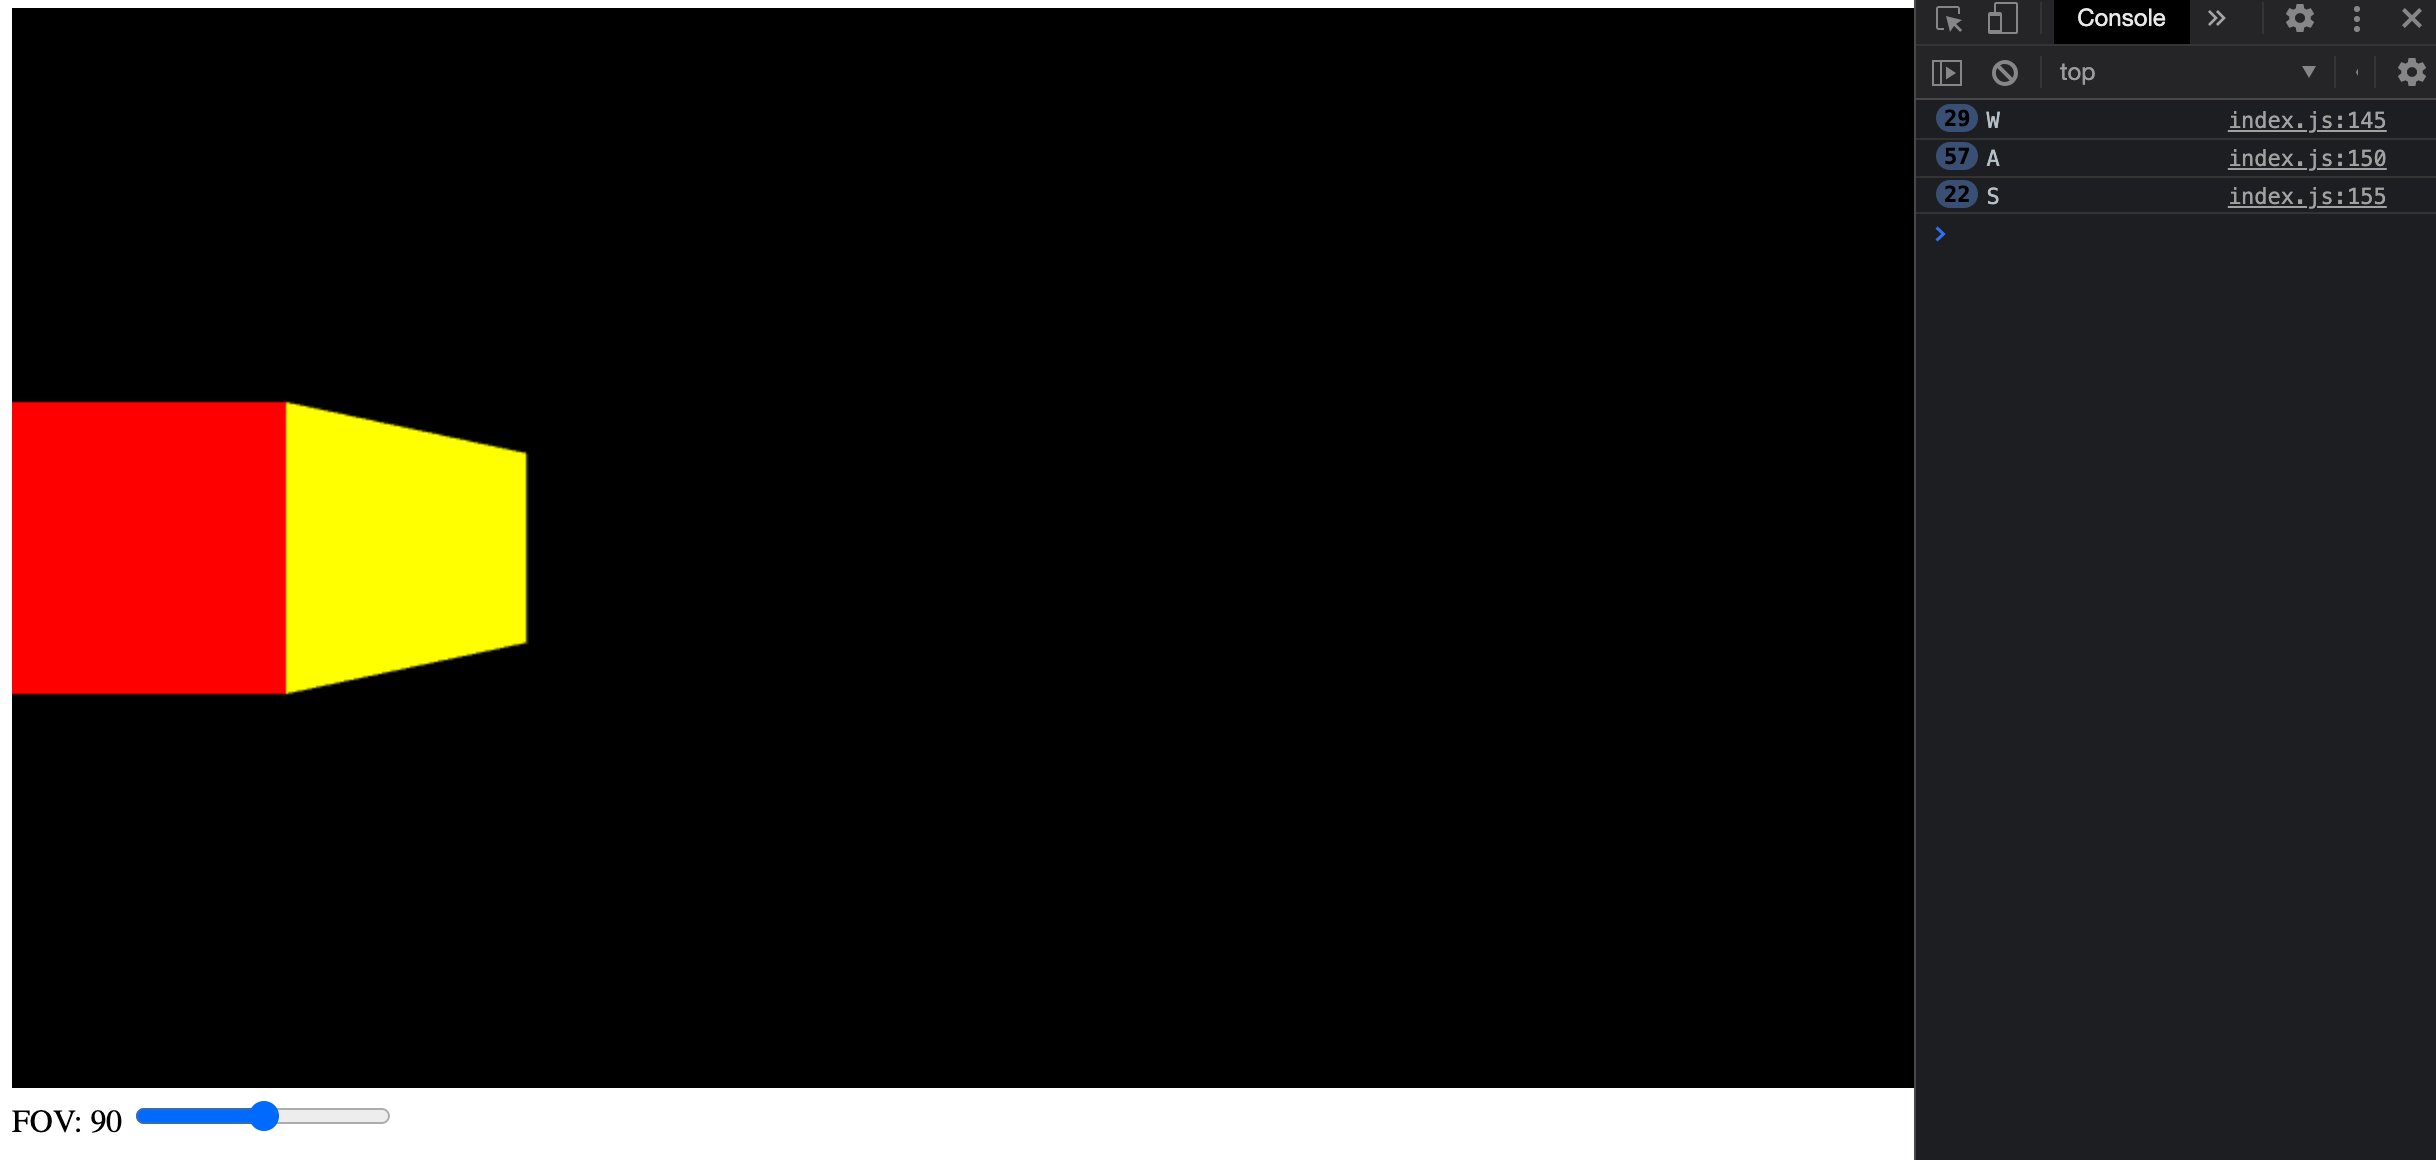 Console
top
29 W index.js:145
57 A index.js:150
22 S index.js:155
FOV: 90